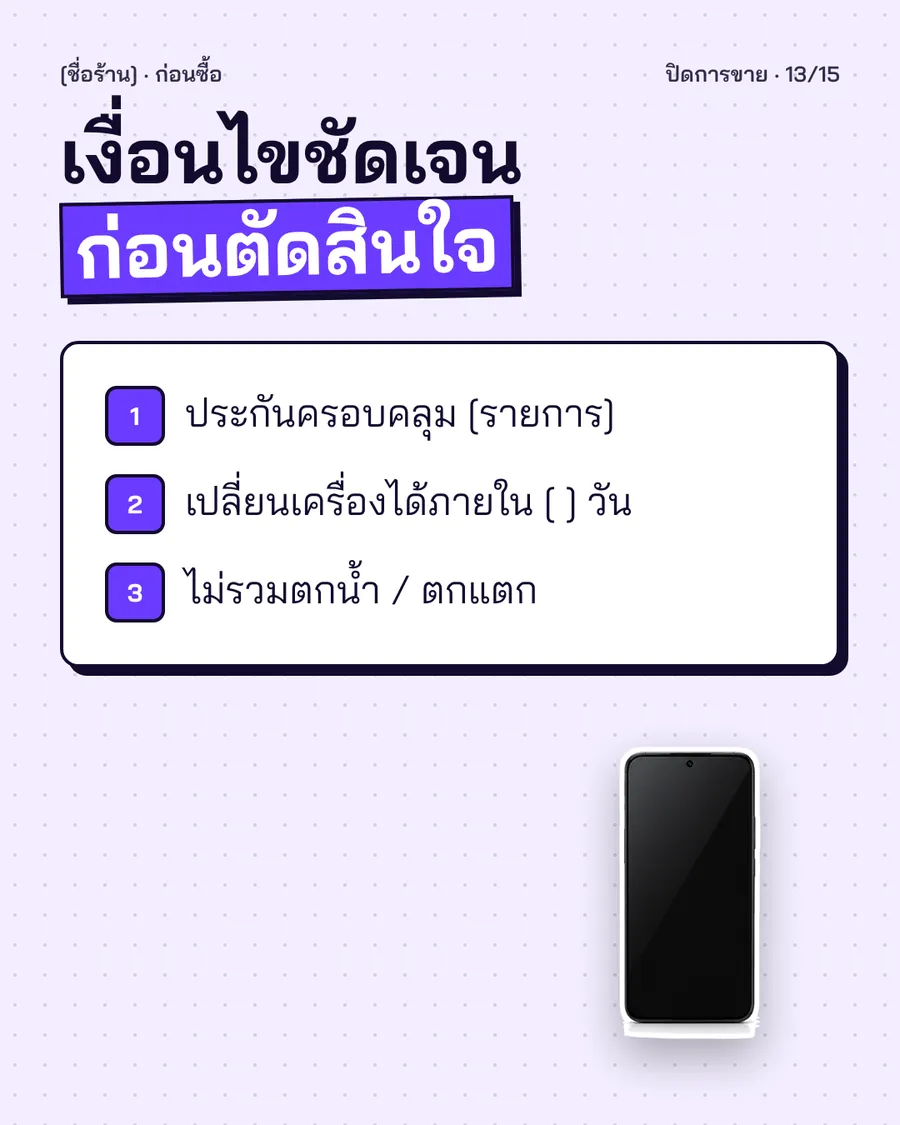 [ชื่อร้าน] · ก่อนซื้อ
ปิดการขาย · 13/15
เงื่อนไขชัดเจน
ก่อนตัดสินใจ
1 ประกันครอบคลุม [รายการ]
2 เปลี่ยนเครื่องได้ภายใน [ ] วัน
3 ไม่รวมตกน้ำ / ตกแตก